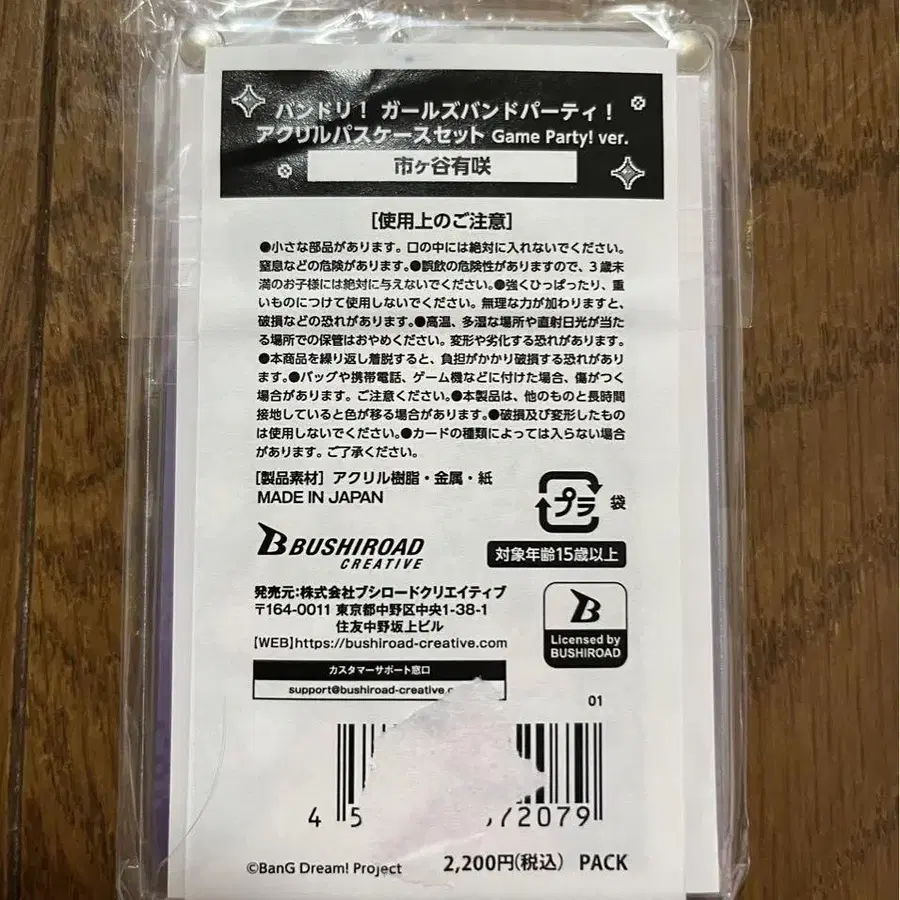 バンドリ！ ガールズバンドパーティ！
アクリルパスケースセット Game Party! ver.
市ヶ谷有咲
[使用上のご注意]
●小さな部品があります。口の中には絶対に入れないでください。
窒息などの危険があります。●誤飲の危険性がありますので、3歳未
満のお子様には絶対に与えないでください。●強くひっぱったり、重
いものにつけて使用しないでください。無理な力が加わりますと、
破損などの恐れがあります。●高温、多湿な場所や直射日光が当た
る場所での保管はおやめください。変形や劣化する恐れがあります。
●本商品を繰り返し着脱すると、負担がかかり破損する恐れがあり
ます。●バッグや携帯電話、ゲーム機などに付けた場合、傷がつく
場合があります。ご注意ください。●本製品は、他のものと長時間
接地していると色が移る場合があります。●破損及び変形したもの
は使用しないでください。●カードの種類によっては入らない場合
があります。ご了承ください。
[製品素材] アクリル樹脂・金属・紙
MADE IN JAPAN
プラ 袋
BUSHIROAD
CREATIVE
対象年齢15歳以上
発売元:株式会社ブシロードクリエイティブ
〒164-0011 東京都中野区中央1-38-1
住友中野坂上ビル
[WEB]https://bushiroad-creative.com
B
Licensed by
BUSHIROAD
カスタマーサポート窓口
support@bushiroad-creative.c
01
4 5 72079
©BanG Dream! Project
2,200円(税込) PACK